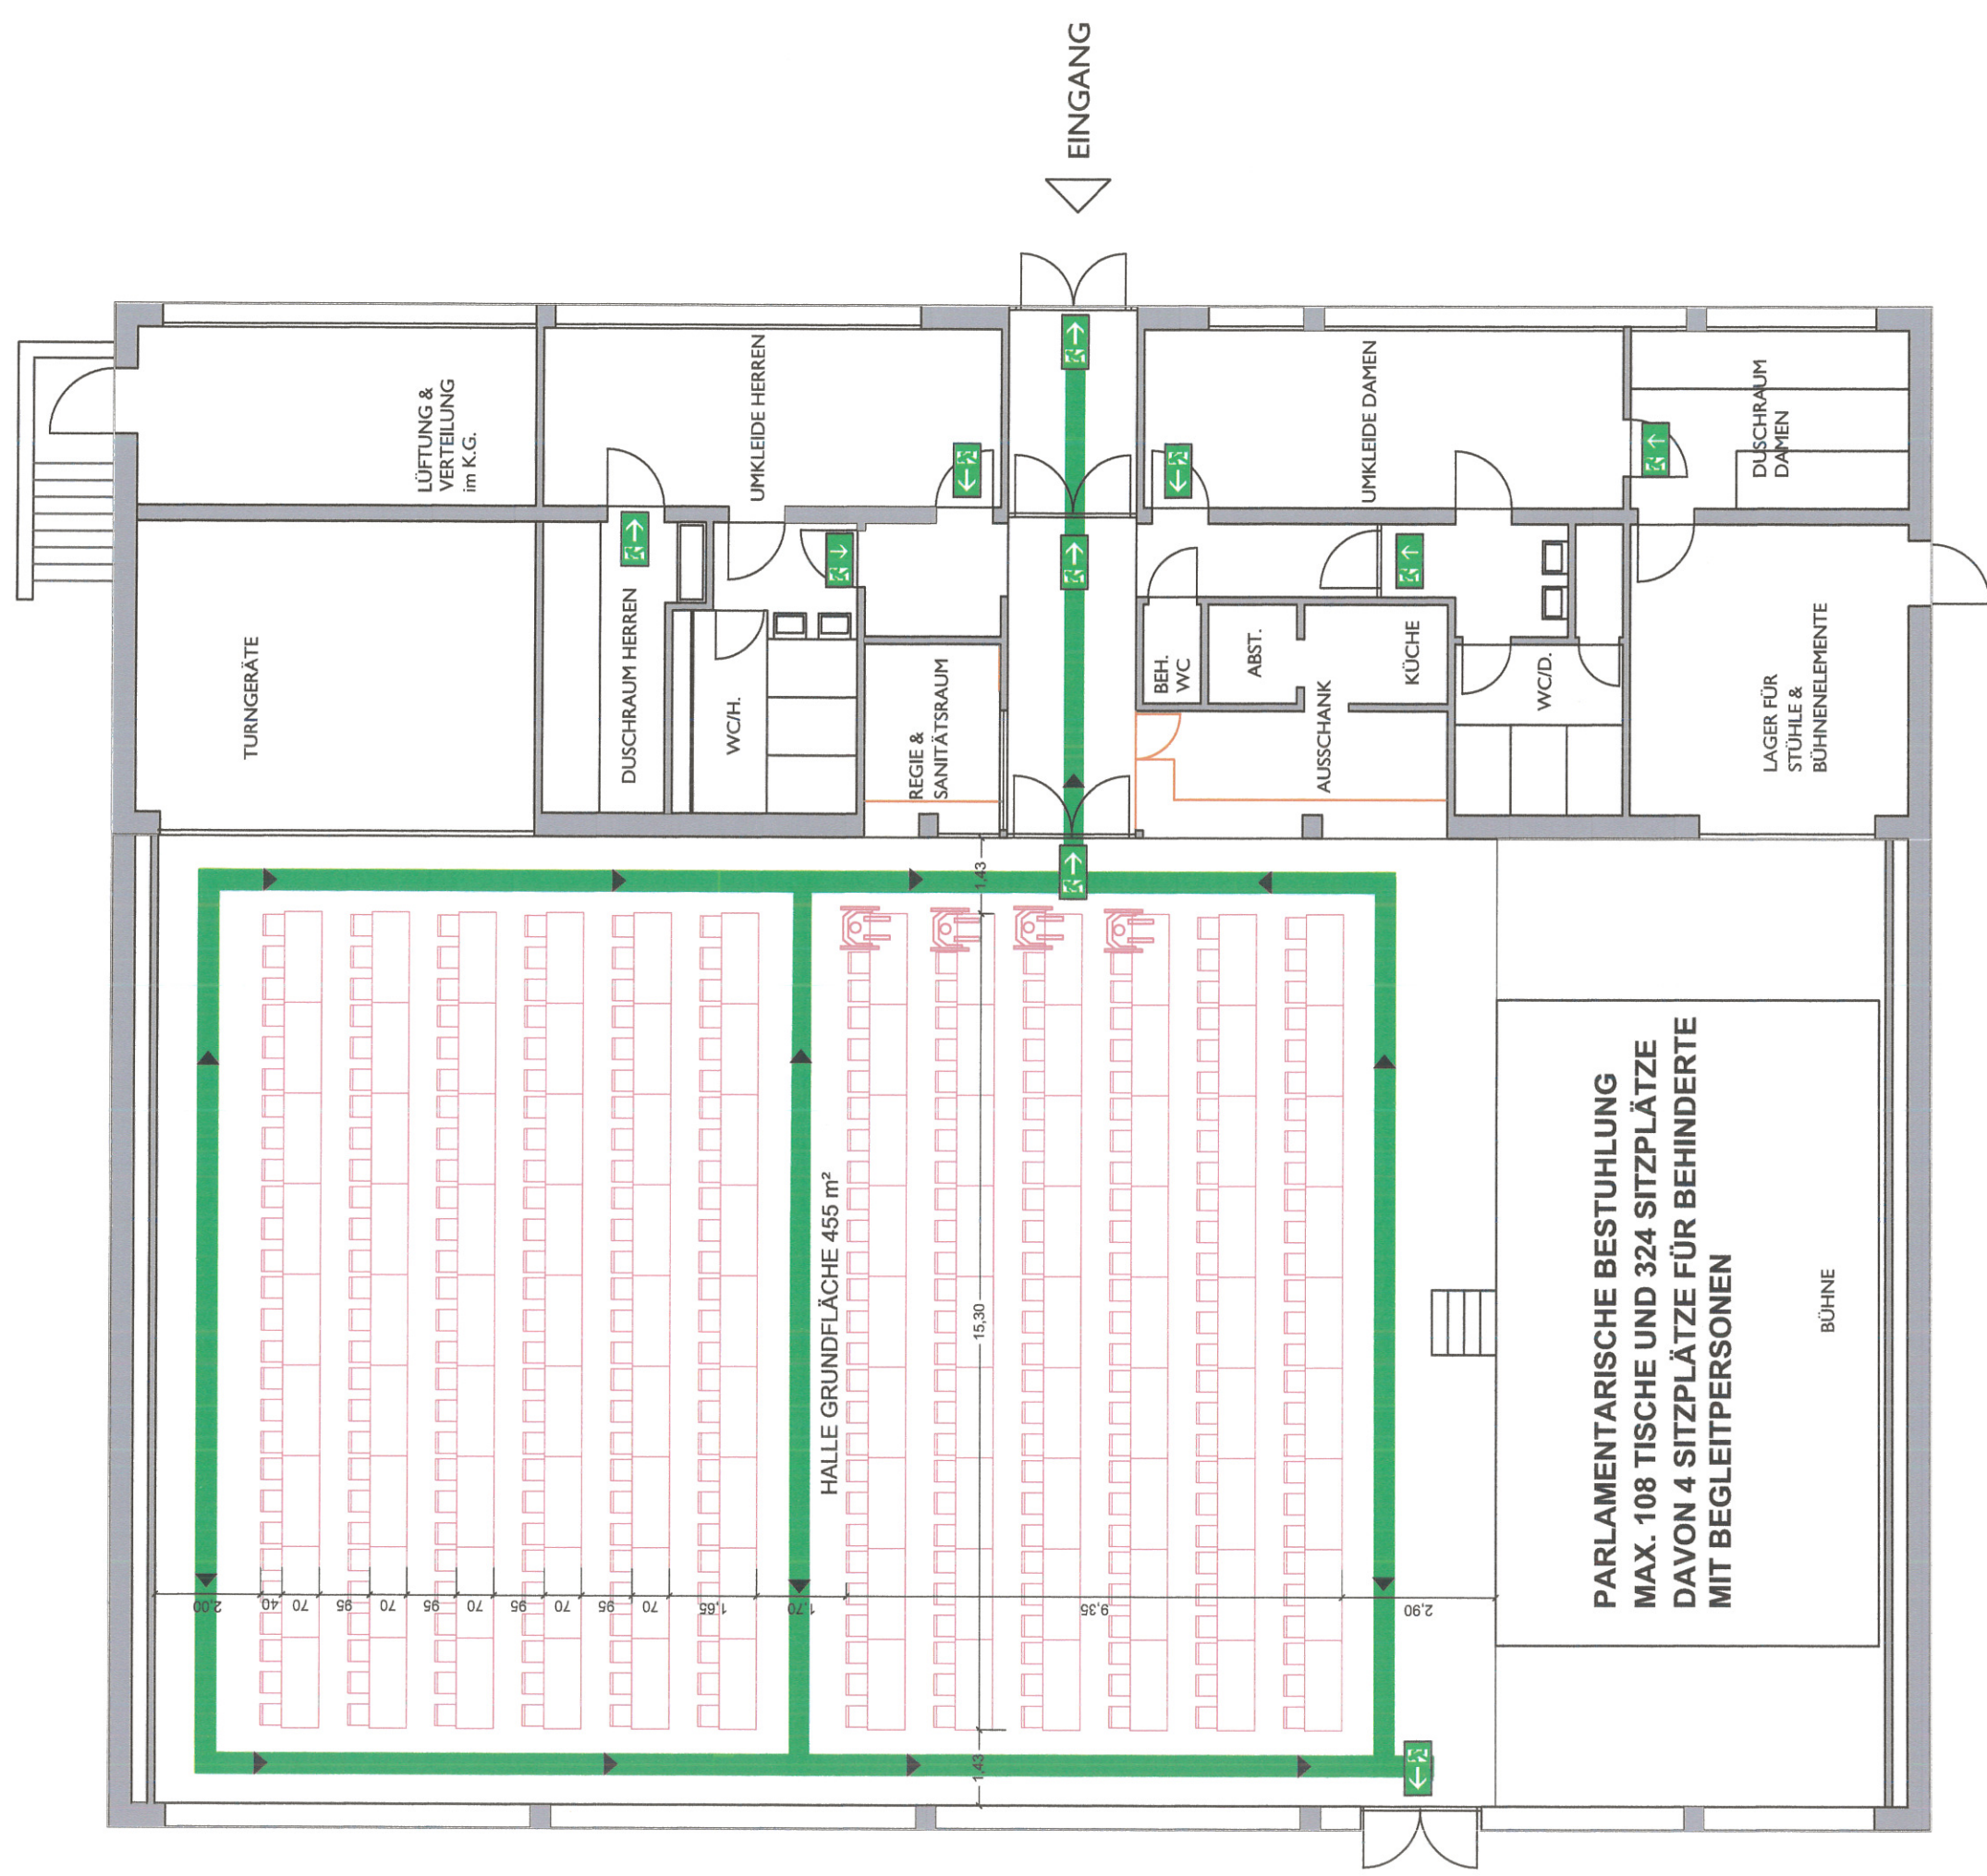 EINGANG
LÜFTUNG &
VERTEILUNG
im K.G.
UMKLEIDE HERREN
UMKLEIDE DAMEN
DUSCHRAUM
DAMEN
TURNGERÄTE
DUSCHRAUM HERREN
WC/H.
REGIE &
SANITÄTSRAUM
BEH.
WC
ABST.
KÜCHE
AUSSCHANK
WC/D.
LAGER FÜR
STÜHLE &
BÜHNENELEMENTE
1,43
15,30
1,43
HALLE GRUNDFLÄCHE 455 m²
2,00
40
70
95
70
95
70
95
70
95
70
1,65
1,70
9,35
2,90
PARLAMENTARISCHE BESTUHLUNG
MAX. 108 TISCHE UND 324 SITZPLÄTZE
DAVON 4 SITZPLÄTZE FÜR BEHINDERTE
MIT BEGLEITPERSONEN
BÜHNE